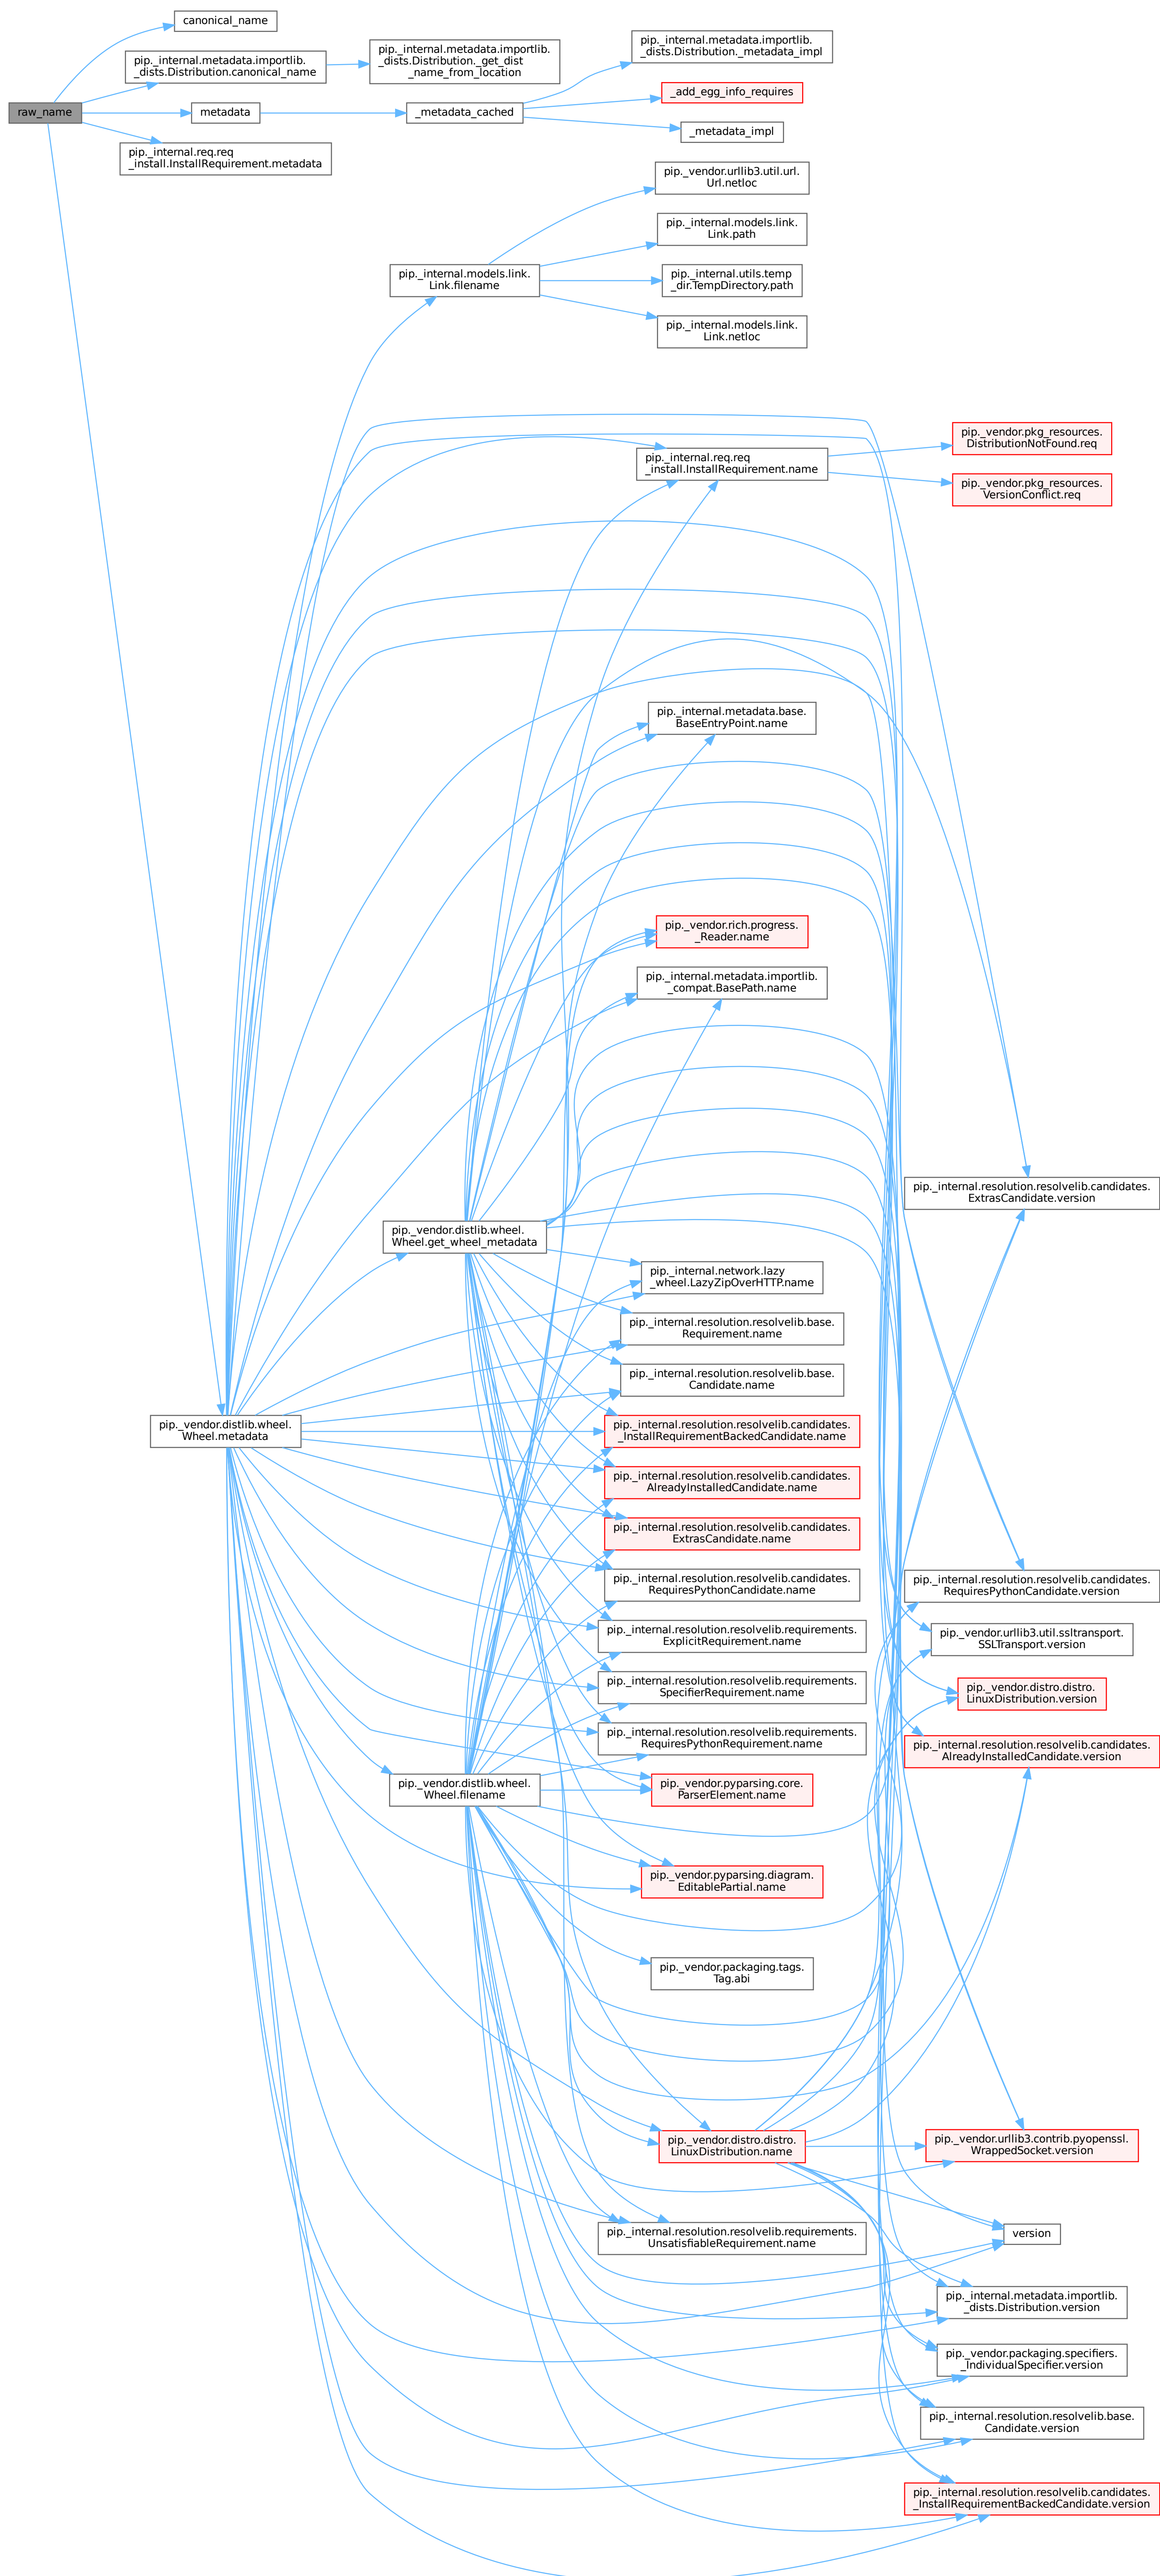 canonical_name
pip._internal.metadata.importlib.
_dists.Distribution.canonical_name
pip._internal.metadata.importlib.
_dists.Distribution._get_dist
_name_from_location
pip._internal.metadata.importlib.
_dists.Distribution._metadata_impl
raw_name
metadata
_metadata_cached
_add_egg_info_requires
_metadata_impl
pip._internal.req.req
_install.InstallRequirement.metadata
pip._vendor.urllib3.util.url.
Url.netloc
pip._internal.models.link.
Link.path
pip._internal.models.link.
Link.filename
pip._internal.utils.temp
_dir.TempDirectory.path
pip._internal.models.link.
Link.netloc
pip._internal.req.req
_install.InstallRequirement.name
pip._vendor.pkg_resources.
DistributionNotFound.req
pip._vendor.pkg_resources.
VersionConflict.req
pip._internal.metadata.base.
BaseEntryPoint.name
pip._vendor.rich.progress.
_Reader.name
pip._internal.metadata.importlib.
_compat.BasePath.name
pip._internal.resolution.resolvelib.candidates.
ExtrasCandidate.version
pip._vendor.distlib.wheel.
Wheel.get_wheel_metadata
pip._internal.network.lazy
_wheel.LazyZipOverHTTP.name
pip._internal.resolution.resolvelib.base.
Requirement.name
pip._internal.resolution.resolvelib.base.
Candidate.name
pip._vendor.distlib.wheel.
Wheel.metadata
pip._internal.resolution.resolvelib.candidates.
_InstallRequirementBackedCandidate.name
pip._internal.resolution.resolvelib.candidates.
AlreadyInstalledCandidate.name
pip._internal.resolution.resolvelib.candidates.
ExtrasCandidate.name
pip._internal.resolution.resolvelib.candidates.
RequiresPythonCandidate.name
pip._internal.resolution.resolvelib.candidates.
RequiresPythonCandidate.version
pip._internal.resolution.resolvelib.requirements.
ExplicitRequirement.name
pip._vendor.urllib3.util.ssltransport.
SSLTransport.version
pip._internal.resolution.resolvelib.requirements.
SpecifierRequirement.name
pip._vendor.distro.distro.
LinuxDistribution.version
pip._internal.resolution.resolvelib.requirements.
RequiresPythonRequirement.name
pip._internal.resolution.resolvelib.candidates.
AlreadyInstalledCandidate.version
pip._vendor.distlib.wheel.
Wheel.filename
pip._vendor.pyparsing.core.
ParserElement.name
pip._vendor.pyparsing.diagram.
EditablePartial.name
pip._vendor.packaging.tags.
Tag.abi
pip._vendor.distro.distro.
LinuxDistribution.name
pip._vendor.urllib3.contrib.pyopenssl.
WrappedSocket.version
pip._internal.resolution.resolvelib.requirements.
UnsatisfiableRequirement.name
version
pip._internal.metadata.importlib.
_dists.Distribution.version
pip._vendor.packaging.specifiers.
_IndividualSpecifier.version
pip._internal.resolution.resolvelib.base.
Candidate.version
pip._internal.resolution.resolvelib.candidates.
_InstallRequirementBackedCandidate.version